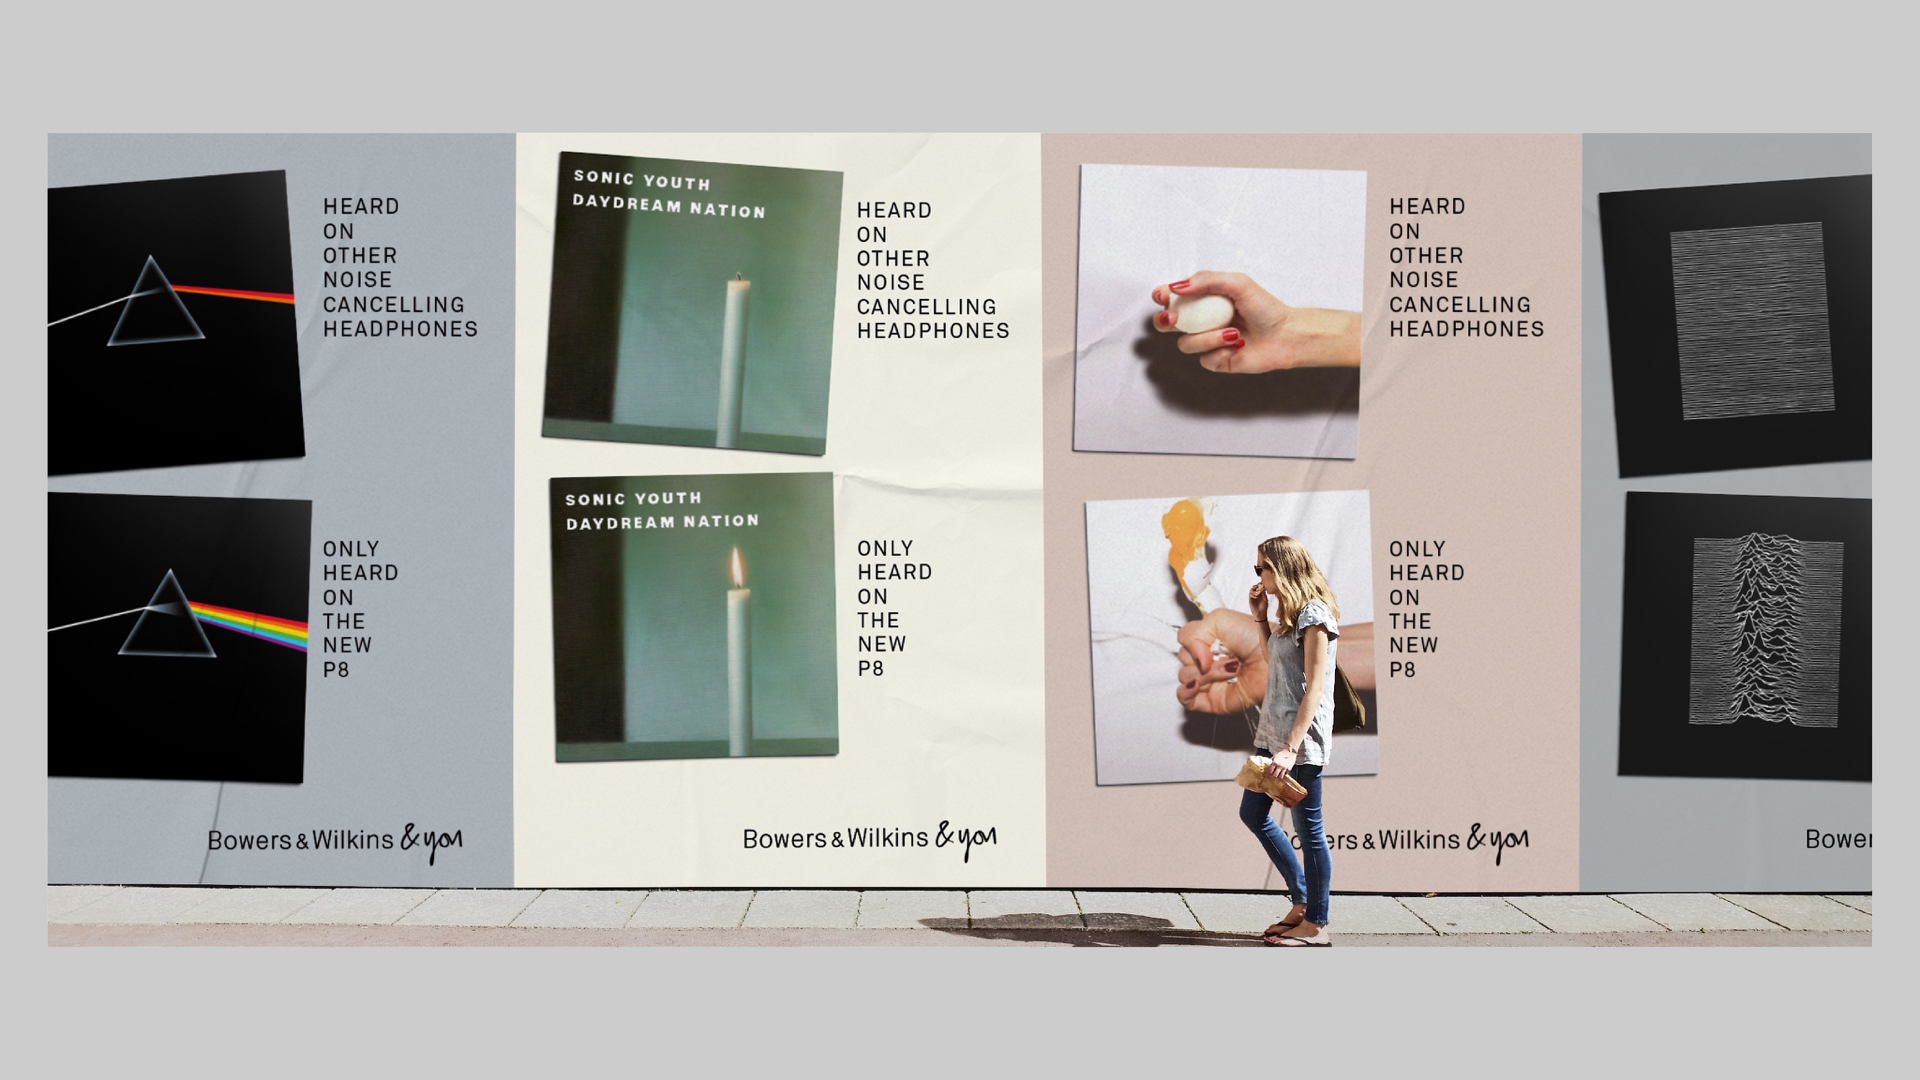 HEARD
ON
OTHER
NOISE
CANCELLING
HEADPHONES
ONLY
HEARD
ON
THE
NEW
P8
Bowers & Wilkins & you
SONIC YOUTH
DAYDREAM NATION
HEARD
ON
OTHER
NOISE
CANCELLING
HEADPHONES
SONIC YOUTH
DAYDREAM NATION
ONLY
HEARD
ON
THE
NEW
P8
Bowers & Wilkins & you
HEARD
ON
OTHER
NOISE
CANCELLING
HEADPHONES
ONLY
HEARD
ON
THE
NEW
P8
& Wilkins & you